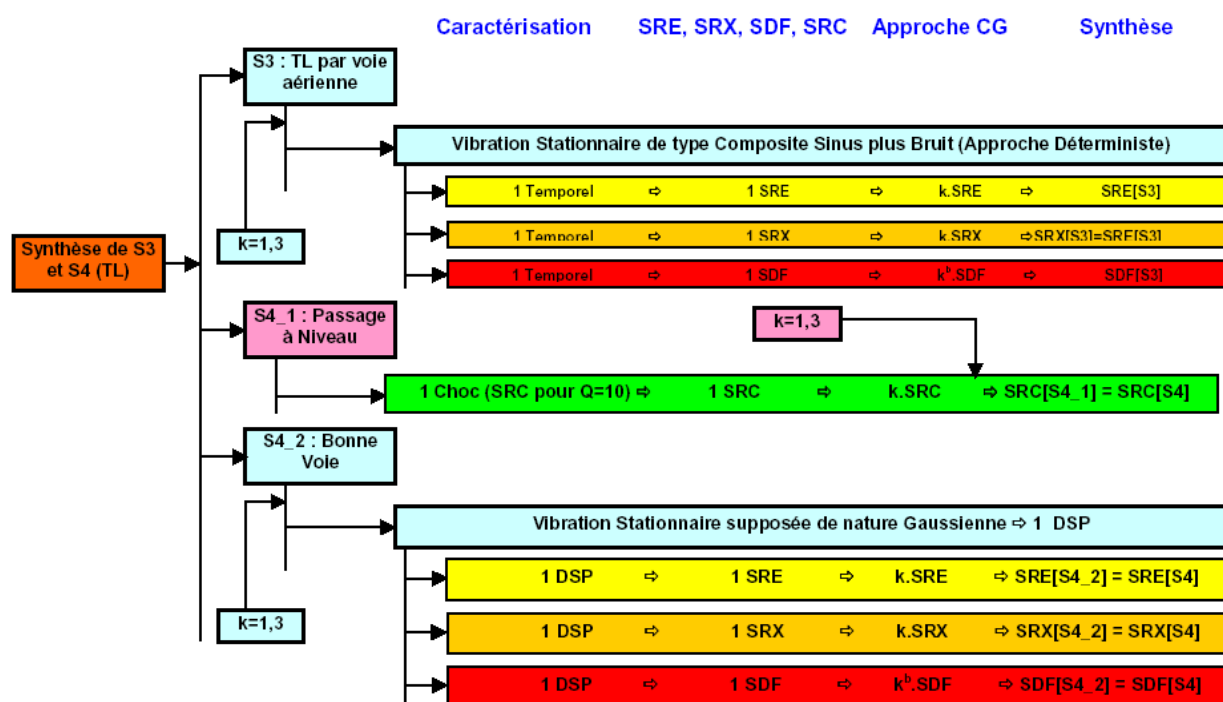 Caractérisation SRE, SRX, SDF, SRC Approche CG Synthèse
S3 : TL par voie
aérienne
Vibration Stationnaire de type Composite Sinus plus Bruit (Approche Déterministe)
1 Temporel ⇨ 1 SRE ⇨ k.SRE ⇨ SRE[S3]
k=1,3
1 Temporel ⇨ 1 SRX ⇨ k.SRX ⇨SRX[S3]=SRE[S3]
Synthèse de S3
et S4 (TL)
1 Temporel ⇨ 1 SDF ⇨ kᵇ.SDF ⇨ SDF[S3]
S4_1 : Passage
à Niveau
k=1,3
1 Choc (SRC pour Q=10) ⇨ 1 SRC ⇨ k.SRC ⇨ SRC[S4_1] = SRC[S4]
S4_2 : Bonne
Voie
Vibration Stationnaire supposée de nature Gaussienne ⇨ 1 DSP
1 DSP ⇨ 1 SRE ⇨ k.SRE ⇨ SRE[S4_2] = SRE[S4]
k=1,3
1 DSP ⇨ 1 SRX ⇨ k.SRX ⇨ SRX[S4_2] = SRX[S4]
1 DSP ⇨ 1 SDF ⇨ kᵇ.SDF ⇨ SDF[S4_2] = SDF[S4]